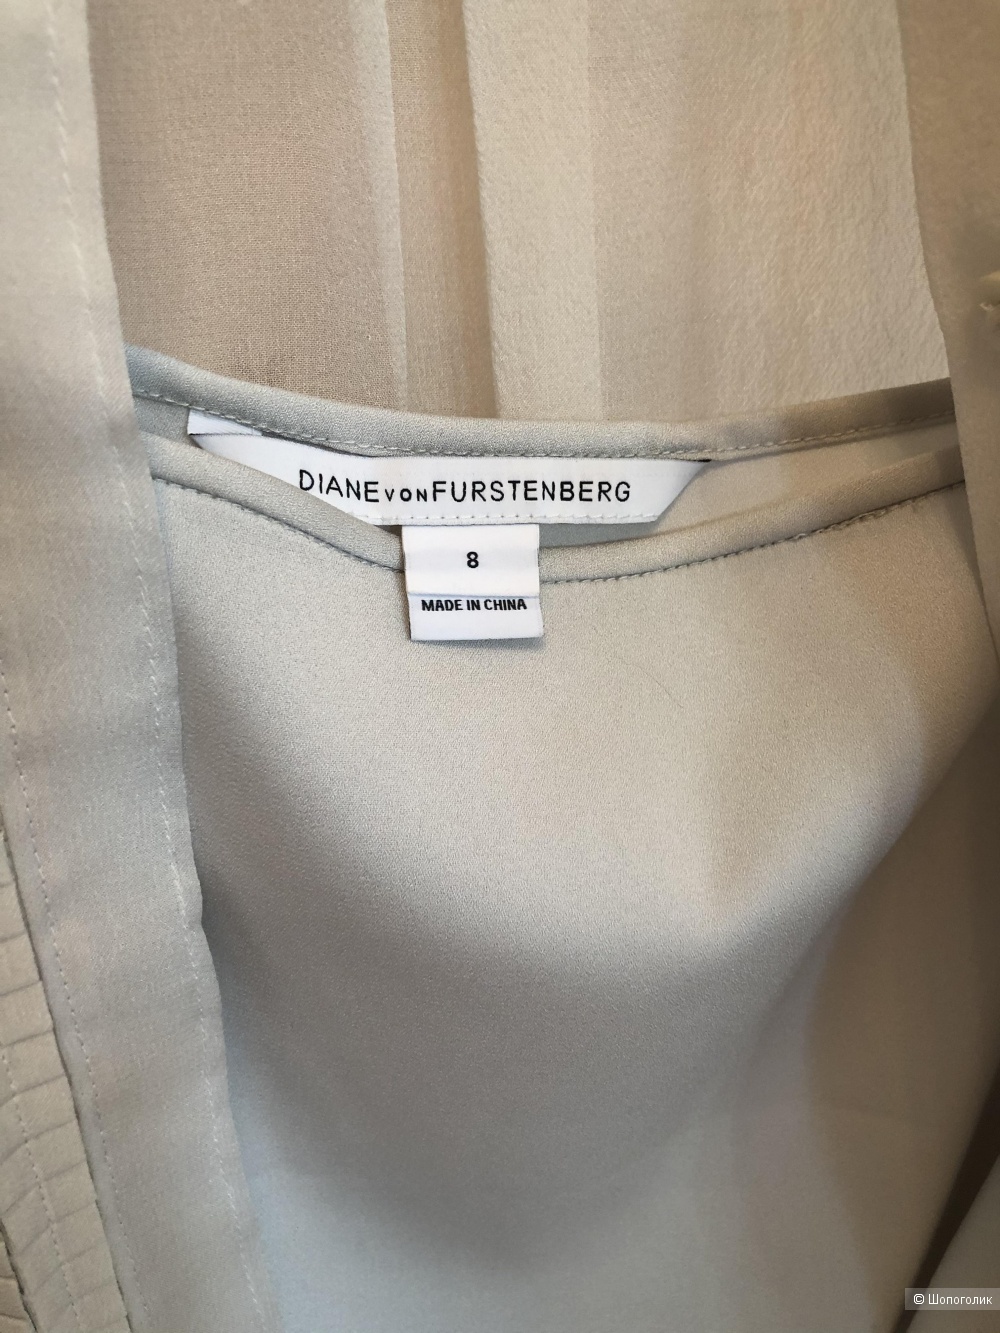 DIANE VON FURSTENBERG
8
MADE IN CHINA
© Шопоголик